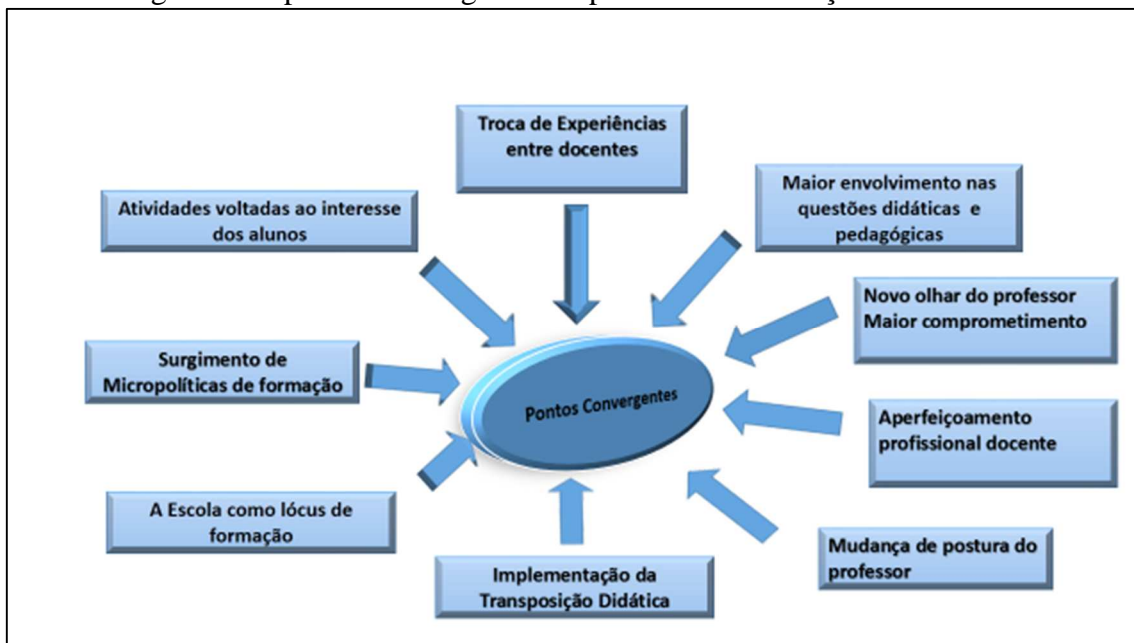 Troca de Experiências
entre docentes
Maior envolvimento nas
questões didáticas e
pedagógicas
Atividades voltadas ao interesse
dos alunos
Novo olhar do professor
Maior comprometimento
Surgimento de
Micropolíticas de formação
Pontos Convergentes
Aperfeiçoamento
profissional docente
A Escola como lócus de
formação
Mudança de postura do
professor
Implementação da
Transposição Didática